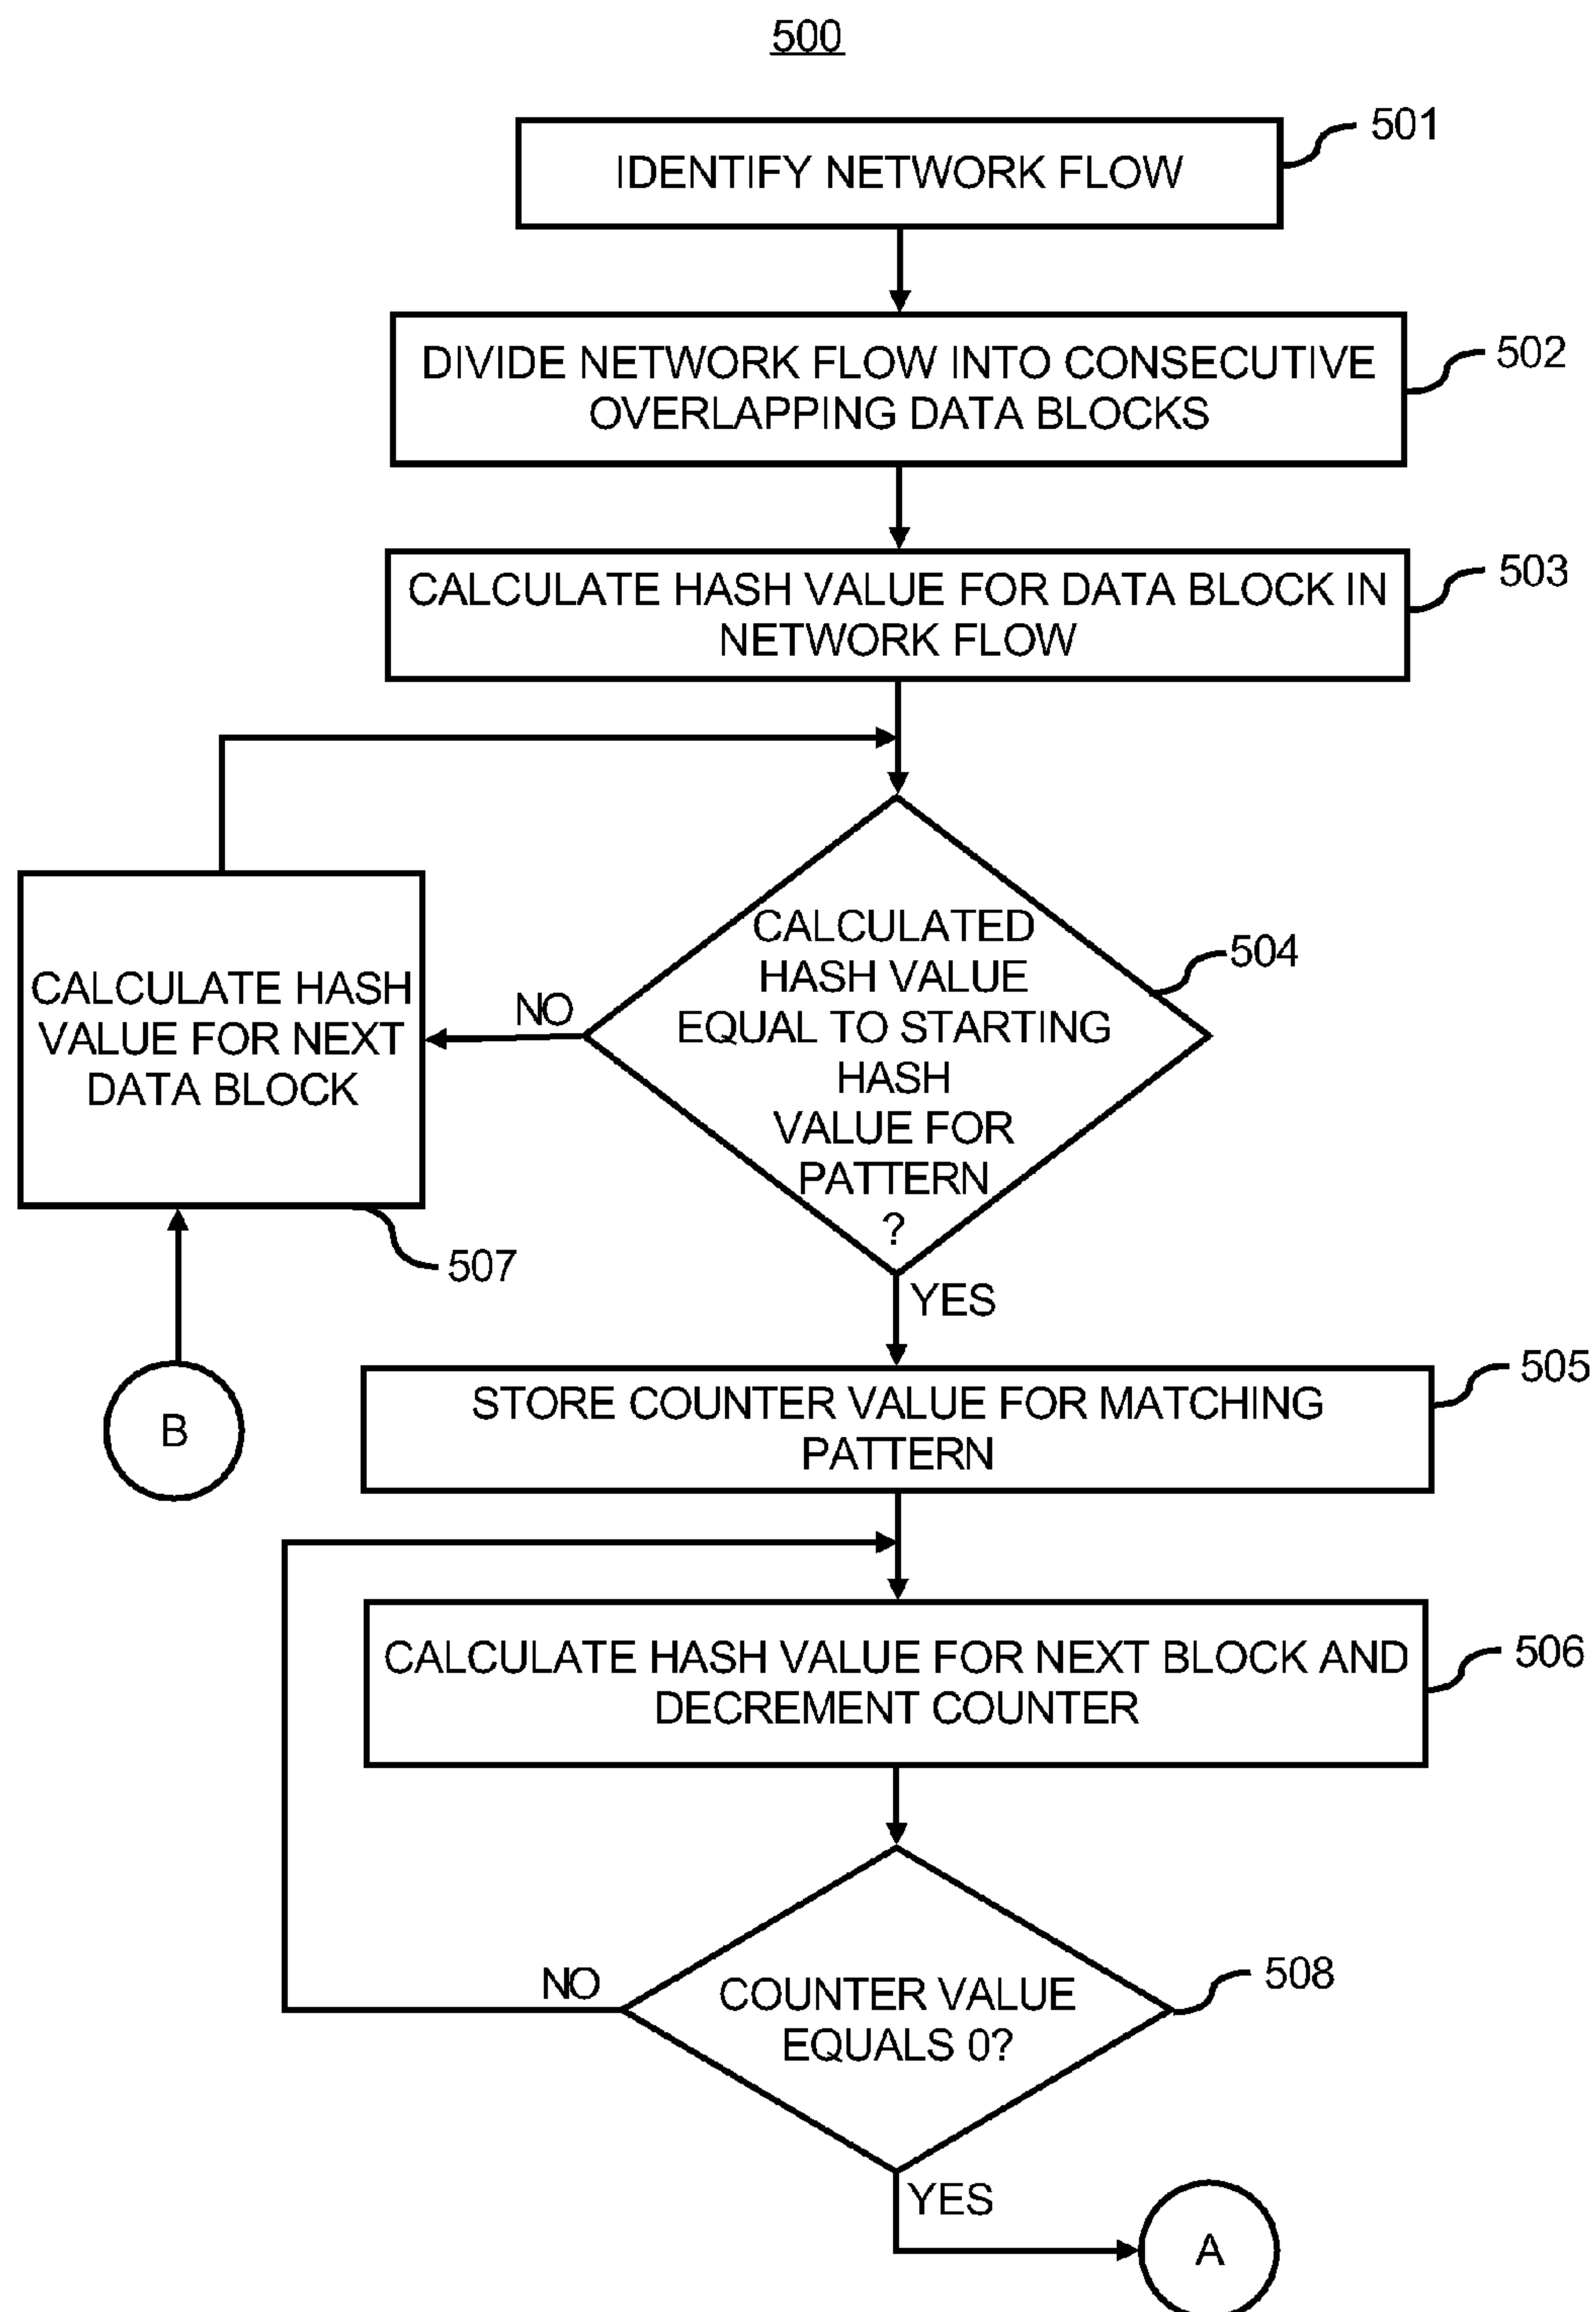 500
501
IDENTIFY NETWORK FLOW
502
DIVIDE NETWORK FLOW INTO CONSECUTIVE
OVERLAPPING DATA BLOCKS
503
CALCULATE HASH VALUE FOR DATA BLOCK IN
NETWORK FLOW
CALCULATED
HASH VALUE
EQUAL TO STARTING
HASH
VALUE FOR
PATTERN
?
504
NO
CALCULATE HASH
VALUE FOR NEXT
DATA BLOCK
507
YES
B
505
STORE COUNTER VALUE FOR MATCHING
PATTERN
506
CALCULATE HASH VALUE FOR NEXT BLOCK AND
DECREMENT COUNTER
508
NO
COUNTER VALUE
EQUALS 0?
YES
A